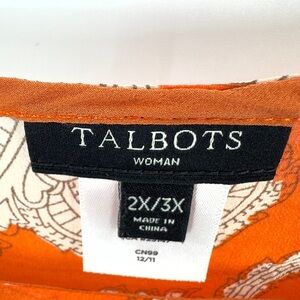 TALBOTS
WOMAN
2X/3X
MADE IN
CHINA
CN99
12/11